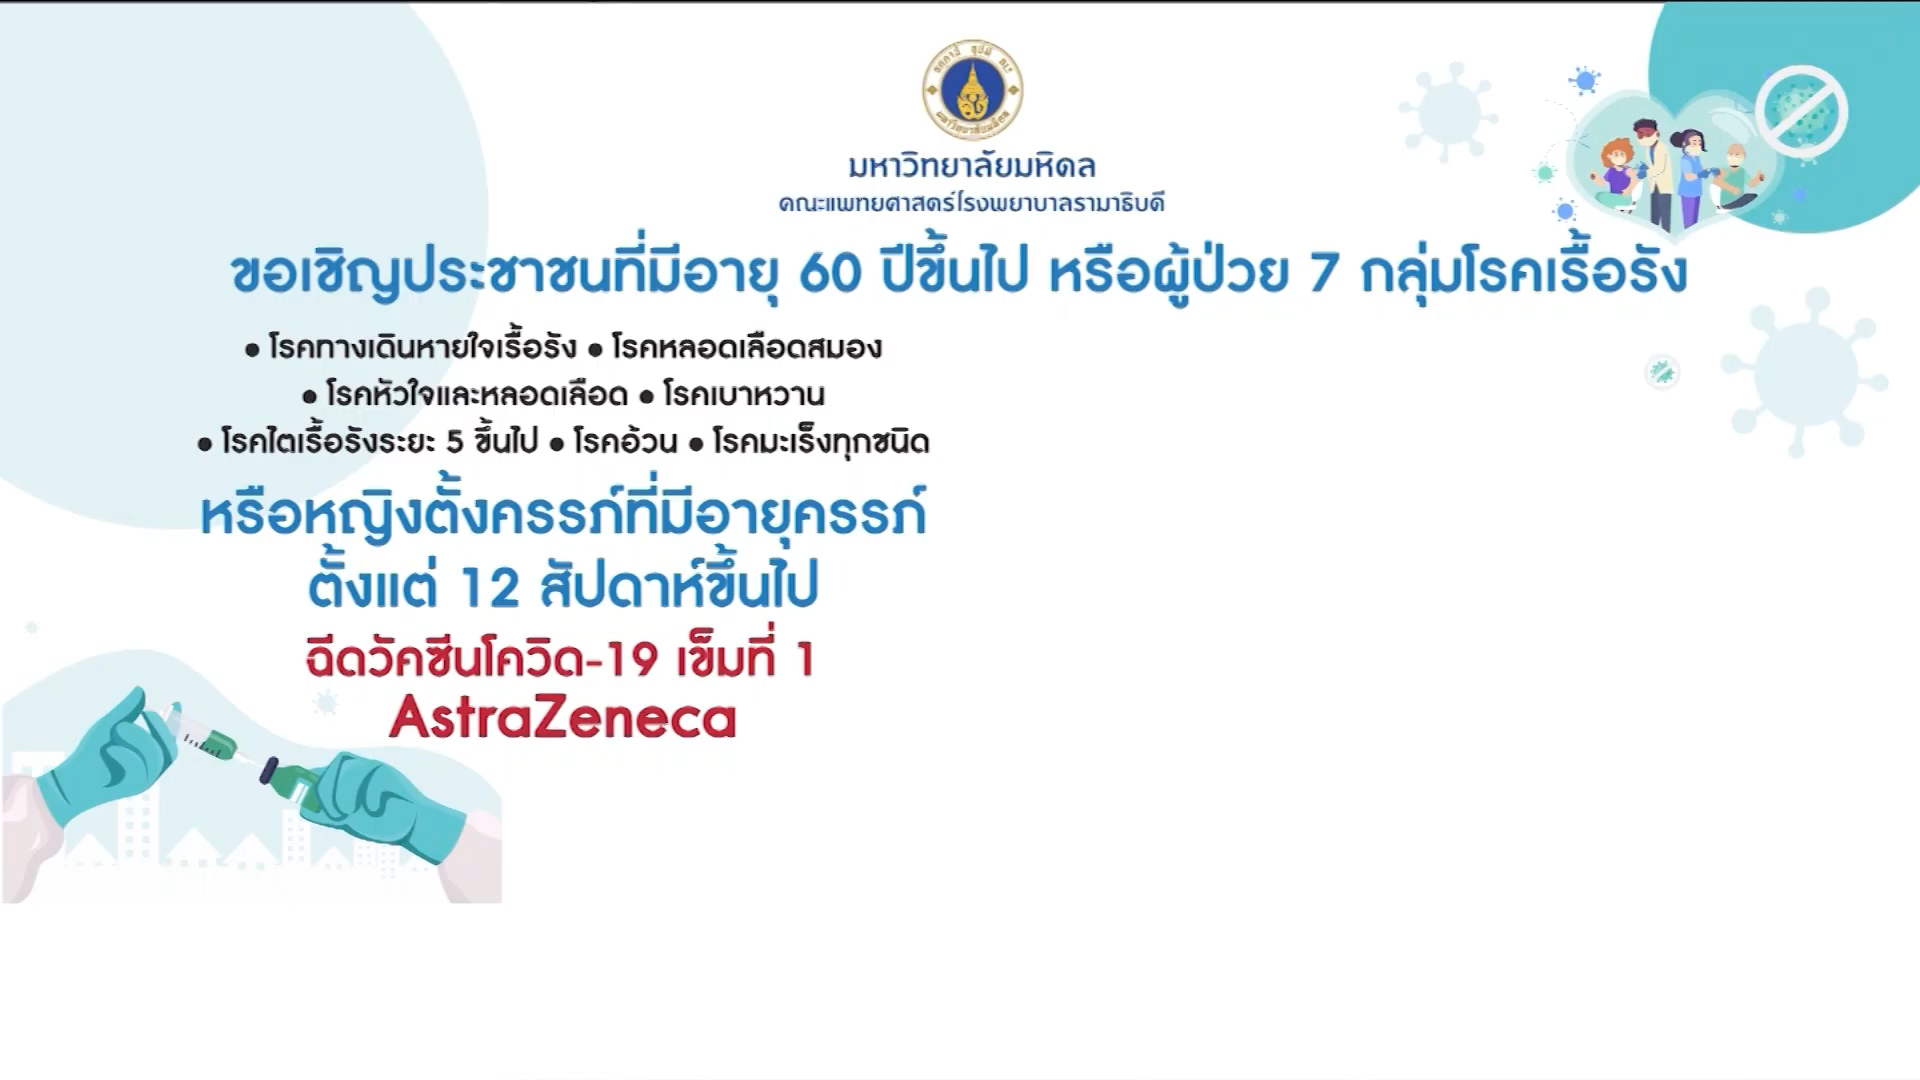 มหาวิทยาลัยมหิดล
คณะแพทยศาสตร์โรงพยาบาลรามาธิบดี
ขอเชิญประชาชนที่มีอายุ 60 ปีขึ้นไป หรือผู้ป่วย 7 กลุ่มโรคเรื้อรัง
• โรคทางเดินหายใจเรื้อรัง • โรคหลอดเลือดสมอง
• โรคหัวใจและหลอดเลือด • โรคเบาหวาน
• โรคไตเรื้อรังระยะ 5 ขึ้นไป • โรคอ้วน • โรคมะเร็งทุกชนิด
หรือหญิงตั้งครรภ์ที่มีอายุครรภ์
ตั้งแต่ 12 สัปดาห์ขึ้นไป
ฉีดวัคซีนโควิด-19 เข็มที่ 1
AstraZeneca